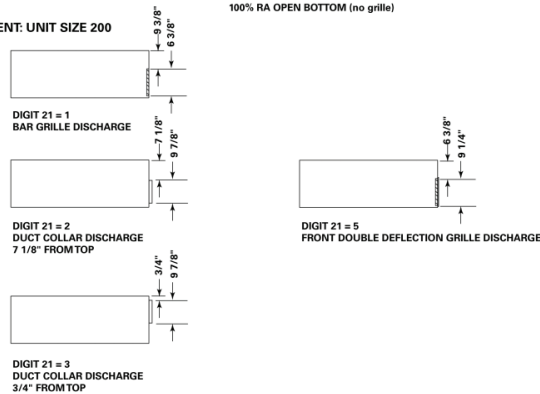 100% RA OPEN BOTTOM (no grille)
ENT: UNIT SIZE 200
9 3/8"
6 3/8"
DIGIT 21 = 1
BAR GRILLE DISCHARGE
7 1/8"
9 7/8"
DIGIT 21 = 2
DUCT COLLAR DISCHARGE
7 1/8" FROM TOP
6 3/8"
9 1/4"
DIGIT 21 = 5
FRONT DOUBLE DEFLECTION GRILLE DISCHARGE
3/4"
9 7/8"
DIGIT 21 = 3
DUCT COLLAR DISCHARGE
3/4" FROM TOP